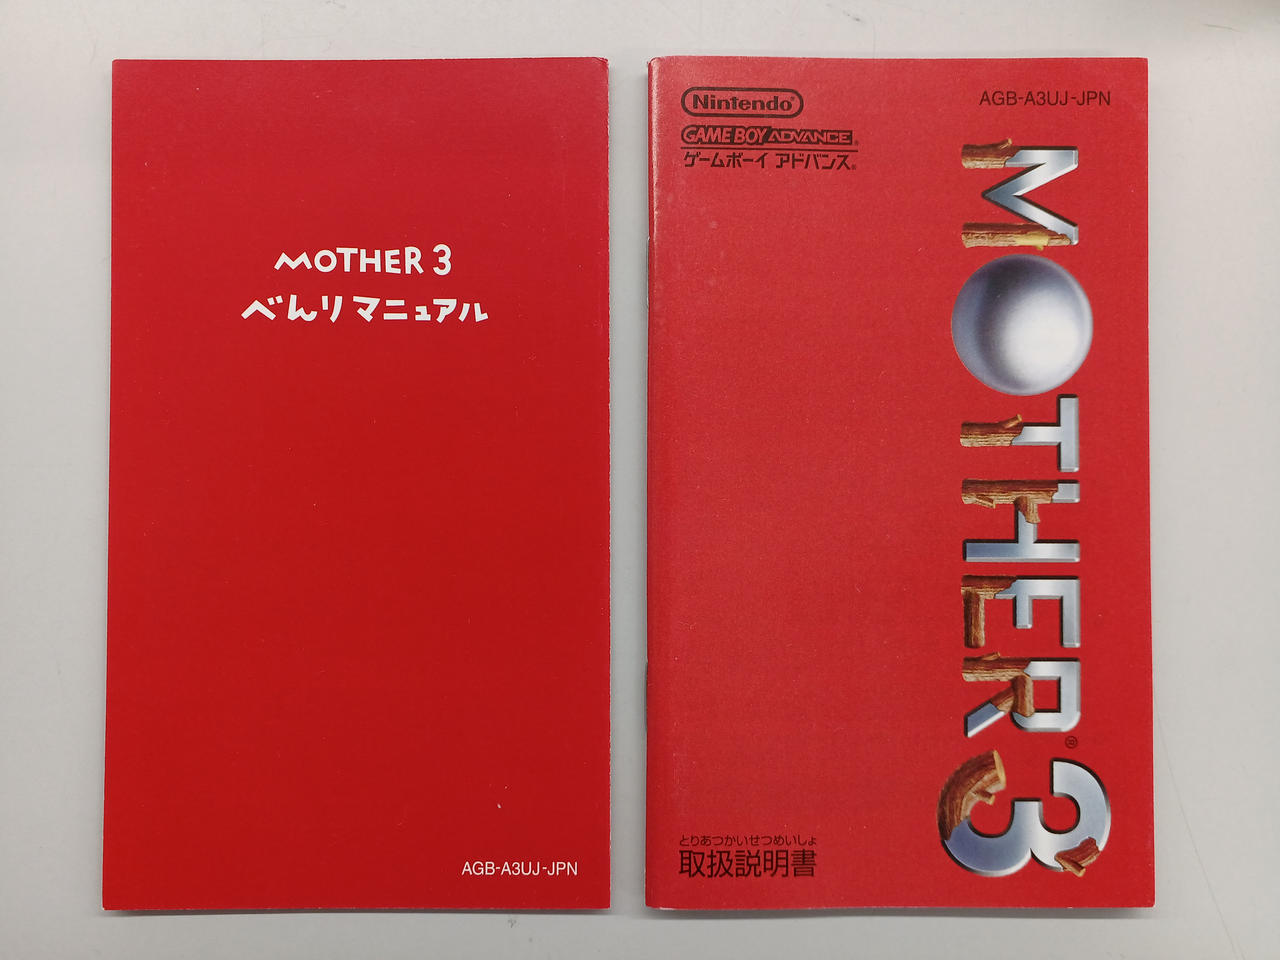 MOTHER 3
べんりマニュアル
AGB-A3UJ-JPN
Nintendo®
AGB-A3UJ-JPN
GAME BOY ADVANCE®
ゲームボーイ アドバンス®
MOTHER® 3
とりあつかいせつめいしょ
取扱説明書